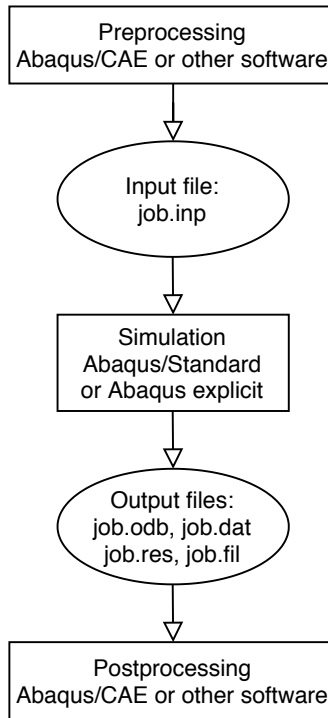 Preprocessing
Abaqus/CAE or other software
Input file:
job.inp
Simulation
Abaqus/Standard
or Abaqus explicit
Output files:
job.odb, job.dat
job.res, job.fil
Postprocessing
Abaqus/CAE or other software